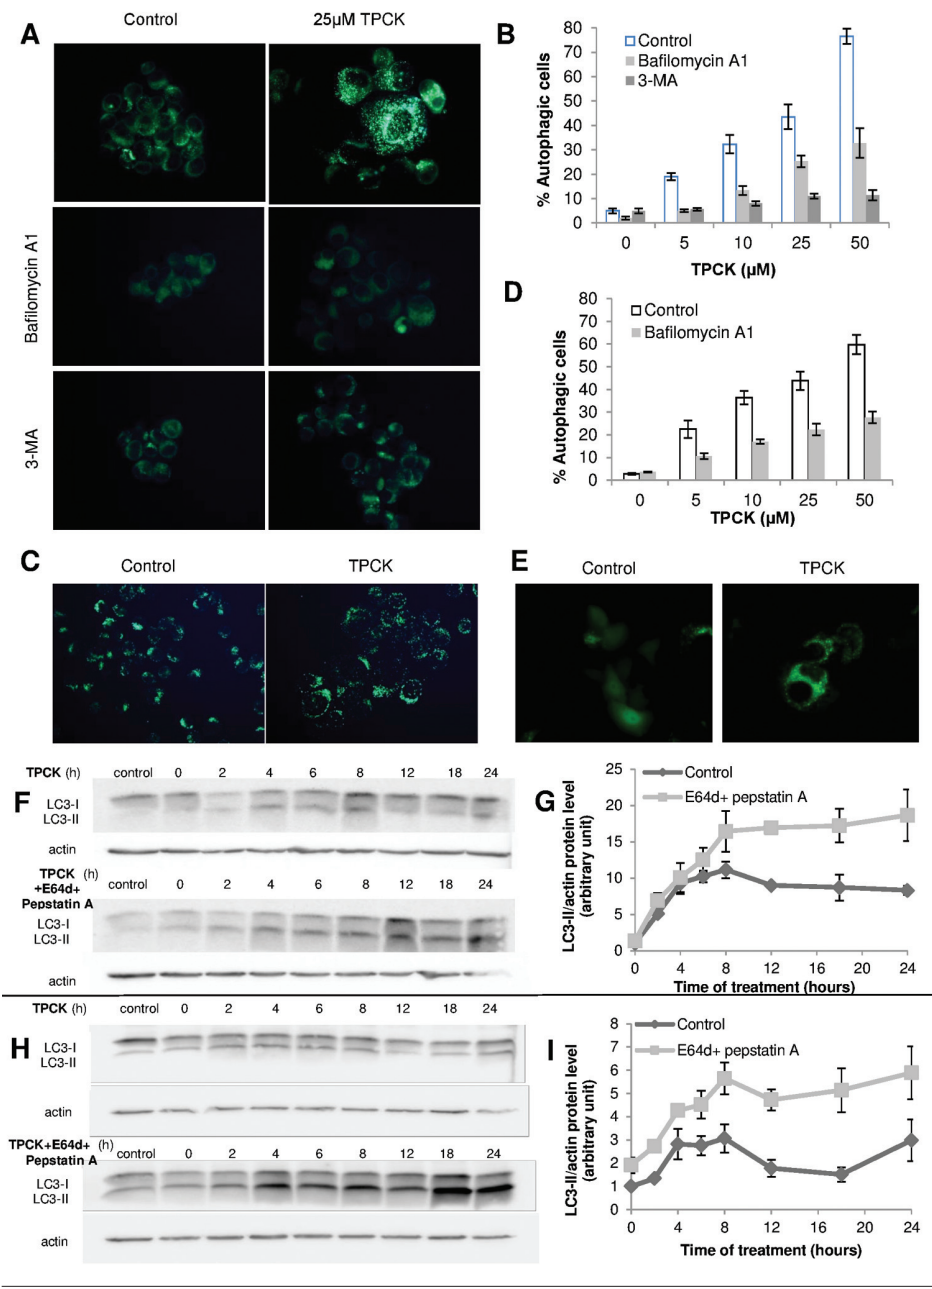 A
Control
25µM TPCK
Bafilomycin A1
3-MA
B
Control
Bafilomycin A1
3-MA
% Autophagic cells
80
70
60
50
40
30
20
10
0
0 5 10 25 50
TPCK (µM)
D
Control
Bafilomycin A1
% Autophagic cells
80
70
60
50
40
30
20
10
0
0 5 10 25 50
TPCK (µM)
C
Control
TPCK
E
Control
TPCK
F
TPCK (h) control 0 2 4 6 8 12 18 24
LC3-I
LC3-II
actin
TPCK (h)
+E64d+ control 0 2 4 6 8 12 18 24
Pepstatin A
LC3-I
LC3-II
actin
G
Control
E64d+ pepstatin A
LC3-II/actin protein level
(arbitrary unit)
25
20
15
10
5
0
0 4 8 12 16 20 24
Time of treatment (hours)
H
TPCK (h) control 0 2 4 6 8 12 18 24
LC3-I
LC3-II
actin
TPCK+E64d+ (h)
Pepstatin A control 0 2 4 6 8 12 18 24
LC3-I
LC3-II
actin
I
Control
E64d+ pepstatin A
LC3-II/actin protein level
(arbitrary unit)
8
7
6
5
4
3
2
1
0
0 4 8 12 16 20 24
Time of treatment (hours)